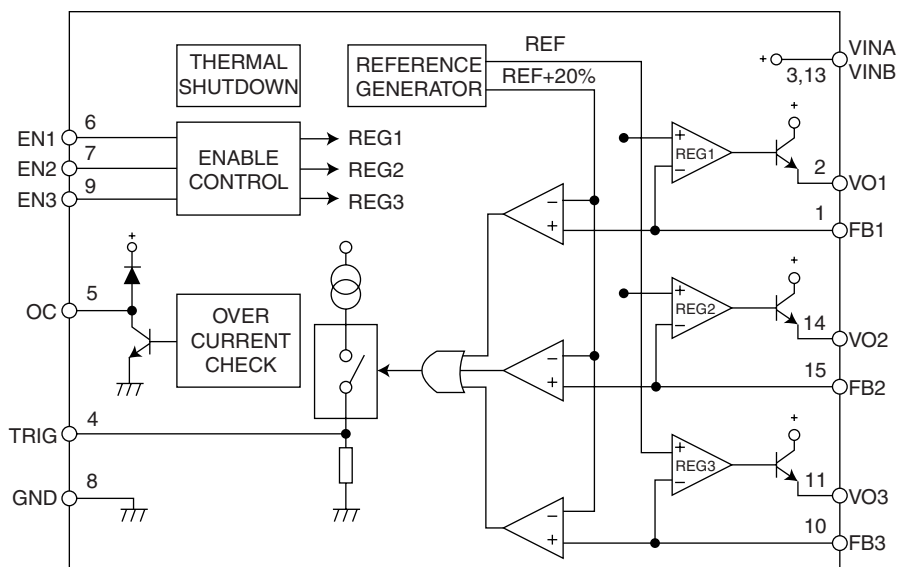 THERMAL
SHUTDOWN
REFERENCE
GENERATOR
REF
REF+20%
+
3,13
VINA
VINB
EN1
6
EN2
7
EN3
9
ENABLE
CONTROL
REG1
REG2
REG3
+
REG1
−
+
2
VO1
1
FB1
−
+
+
OC
5
OVER
CURRENT
CHECK
+
REG2
−
+
14
VO2
15
FB2
−
+
TRIG
4
GND
8
+
REG3
−
+
11
VO3
10
FB3
−
+